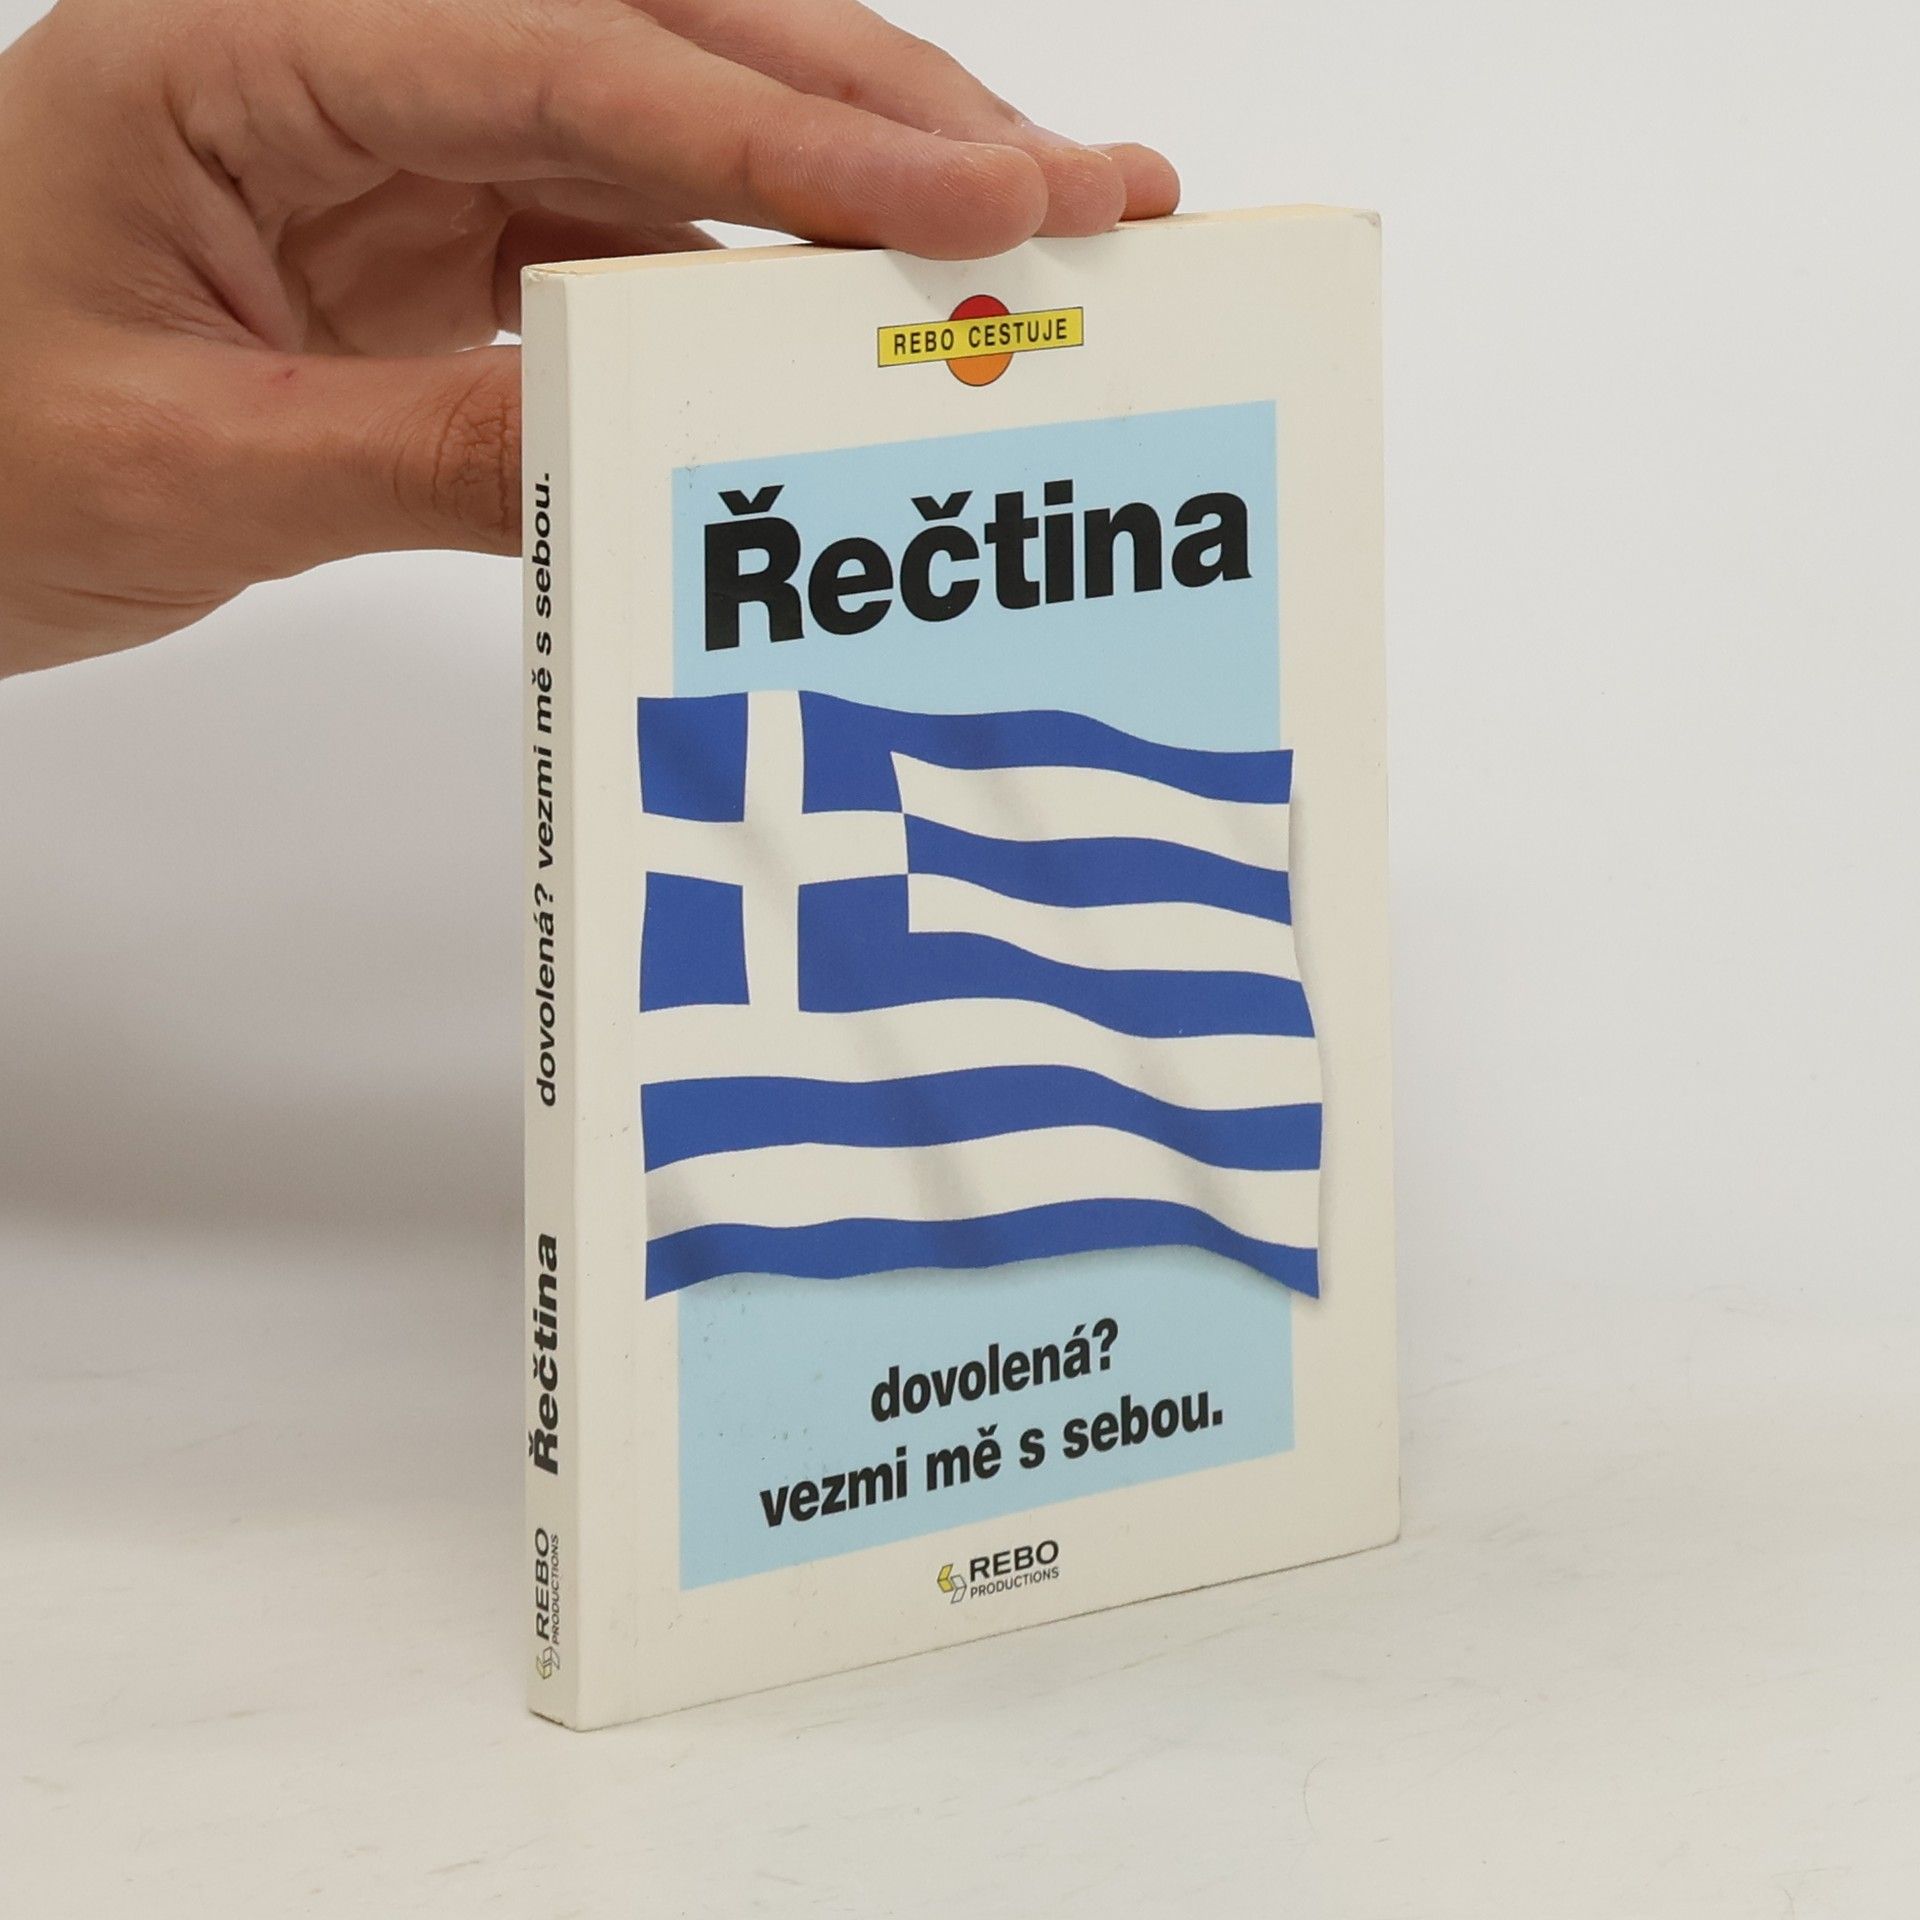 REBO CESTUJE
Řečtina
dovolená?
vezmi mě s sebou.
REBO
PRODUCTIONS
REBO
PRODUCTIONS
Řečtina
dovolená? vezmi mě s sebou.